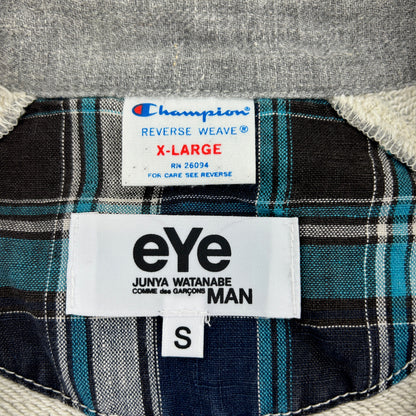 Champion®
REVERSE WEAVE®
X-LARGE
RN 26094
FOR CARE SEE REVERSE
eYe
JUNYA WATANABE
COMME des GARÇONS MAN
S